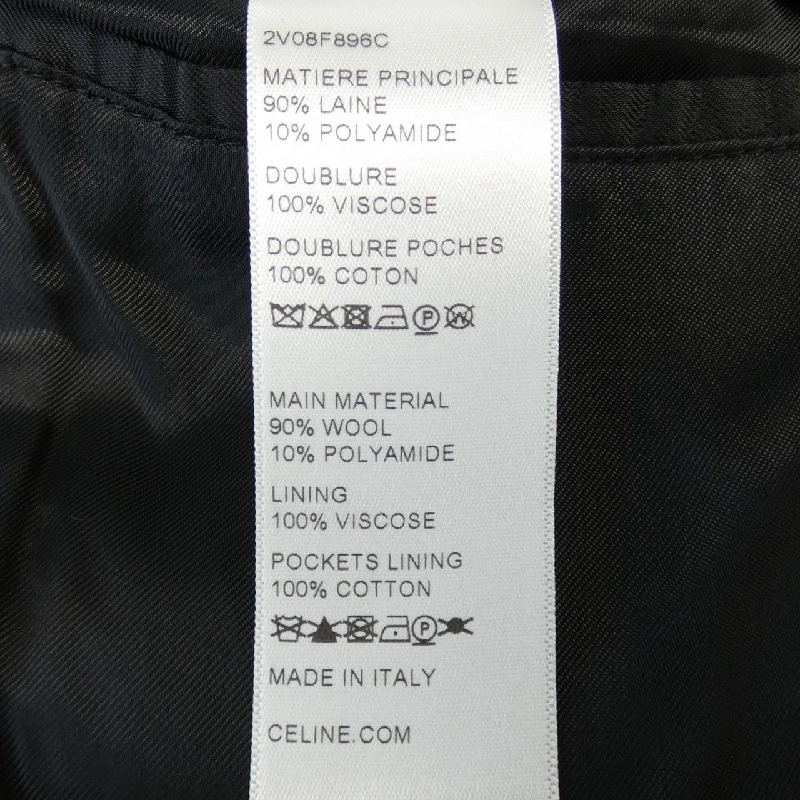 2V08F896C
MATIERE PRINCIPALE
90% LAINE
10% POLYAMIDE
DOUBLURE
100% VISCOSE
DOUBLURE POCHES
100% COTON
P W
MAIN MATERIAL
90% WOOL
10% POLYAMIDE
LINING
100% VISCOSE
POCKETS LINING
100% COTTON
P
MADE IN ITALY
CELINE.COM